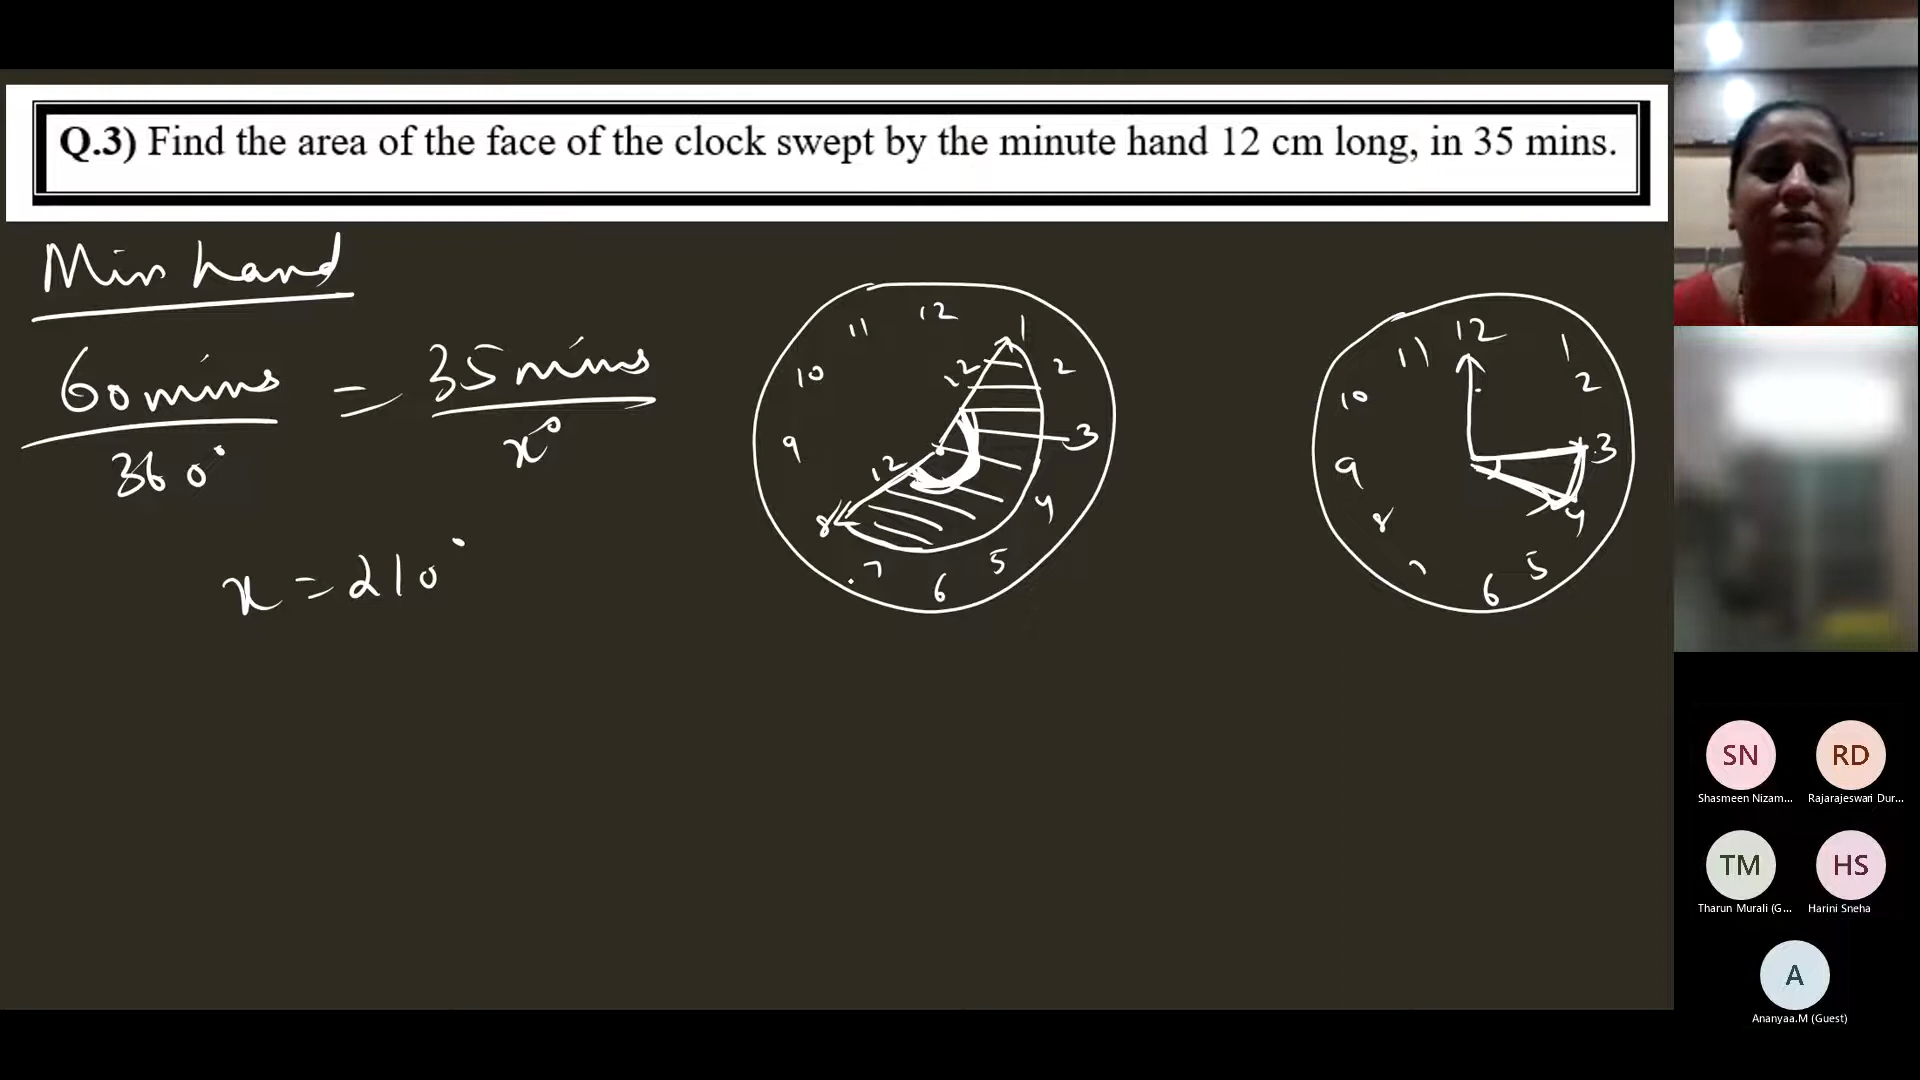 Q.3) Find the area of the face of the clock swept by the minute hand 12 cm long, in 35 mins.
Min hand
60 mins = 35 mins
360° x°
x = 210°
12
11 1
10 12 2
9 3
12
8 4
7 5
6
12
11 1
10 2
9 3
8 4
7 5
6
SN RD
Shasmeen Nizam... Rajarajeswari Dur...
TM HS
Tharun Murali (G... Harini Sneha
A
Ananyaa.M (Guest)